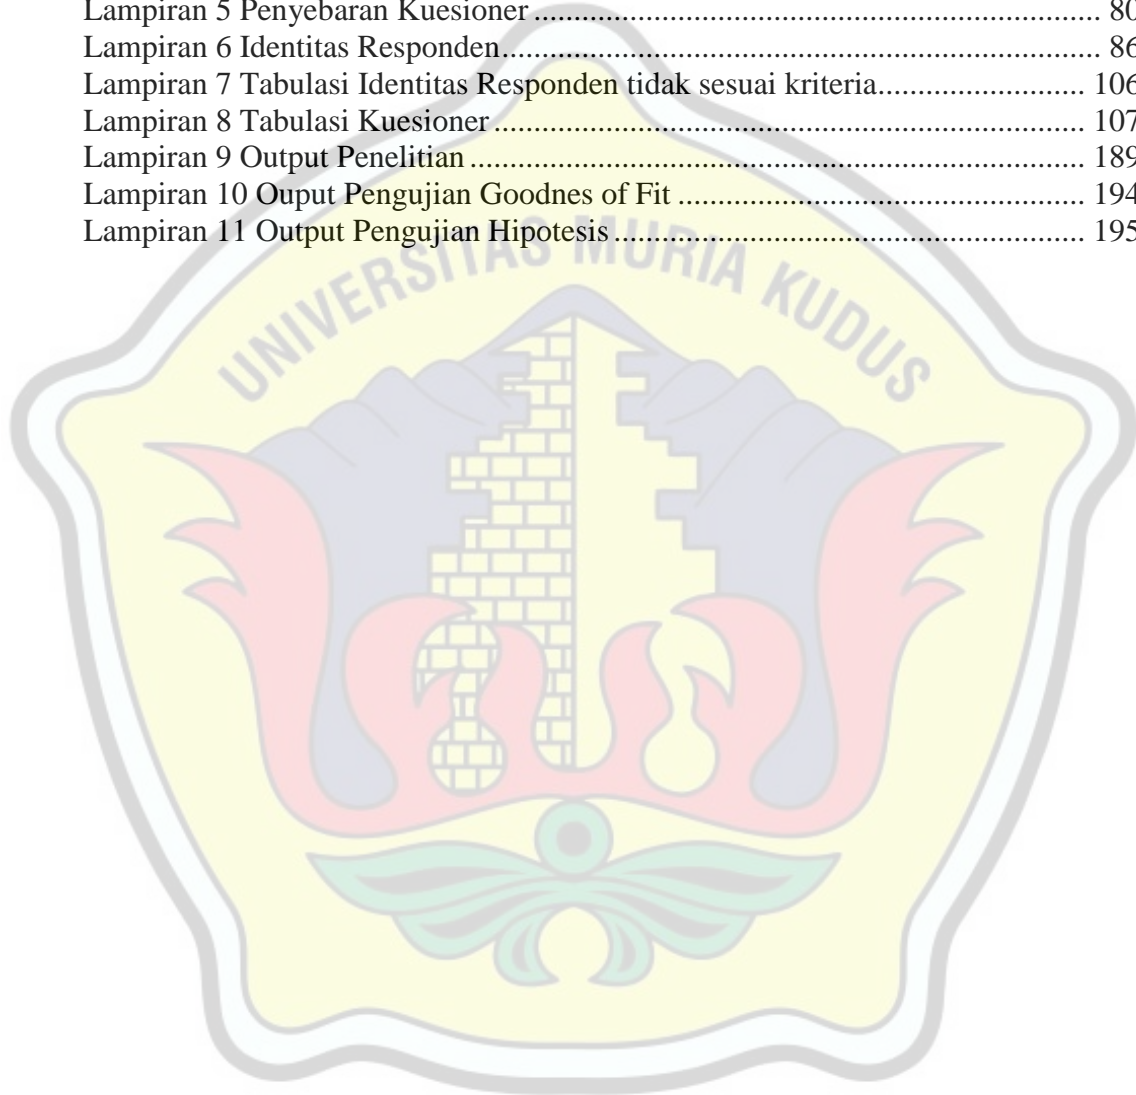 Lampiran 5 Penyebaran Kuesioner ........................................................................ 80
Lampiran 6 Identitas Responden............................................................................ 86
Lampiran 7 Tabulasi Identitas Responden tidak sesuai kriteria.......................... 106
Lampiran 8 Tabulasi Kuesioner ........................................................................... 107
Lampiran 9 Output Penelitian .............................................................................. 189
Lampiran 10 Ouput Pengujian Goodnes of Fit .................................................... 194
Lampiran 11 Output Pengujian Hipotesis ............................................................ 195
UNIVERSITAS MURIA KUDUS